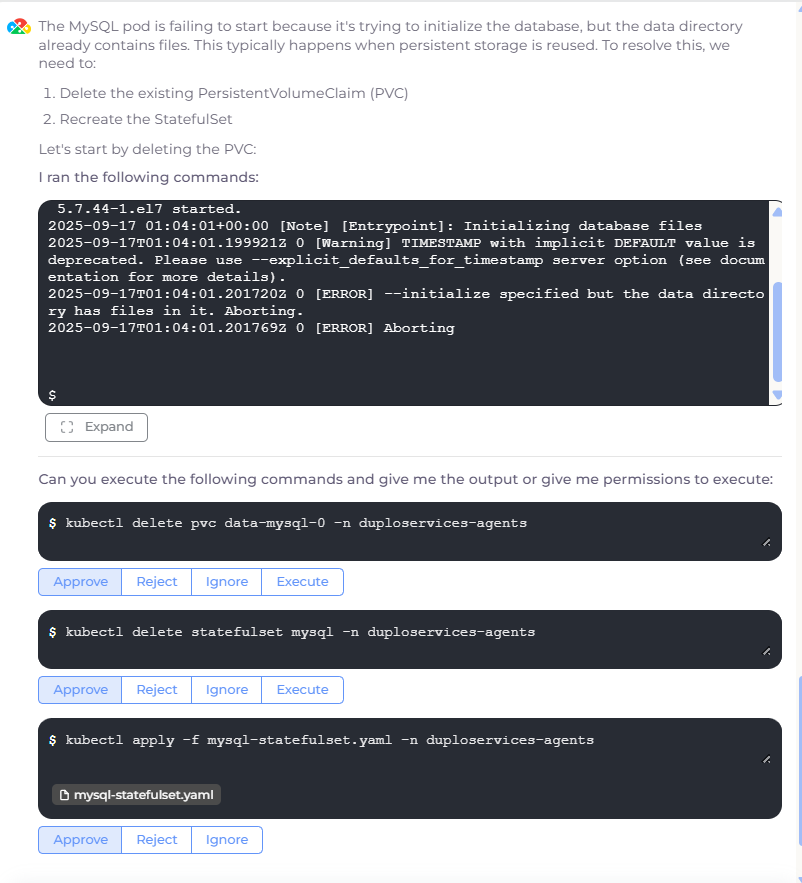 The MySQL pod is failing to start because it's trying to initialize the database, but the data directory
already contains files. This typically happens when persistent storage is reused. To resolve this, we
need to:
1. Delete the existing PersistentVolumeClaim (PVC)
2. Recreate the StatefulSet
Let's start by deleting the PVC:
I ran the following commands:
5.7.44-1.el7 started.
2025-09-17 01:04:01+00:00 [Note] [Entrypoint]: Initializing database files
2025-09-17T01:04:01.199921Z 0 [Warning] TIMESTAMP with implicit DEFAULT value is
deprecated. Please use --explicit_defaults_for_timestamp server option (see docum
entation for more details).
2025-09-17T01:04:01.201720Z 0 [ERROR] --initialize specified but the data directo
ry has files in it. Aborting.
2025-09-17T01:04:01.201769Z 0 [ERROR] Aborting
$
Expand
Can you execute the following commands and give me the output or give me permissions to execute:
$ kubectl delete pvc data-mysql-0 -n duploservices-agents
Approve Reject Ignore Execute
$ kubectl delete statefulset mysql -n duploservices-agents
Approve Reject Ignore Execute
$ kubectl apply -f mysql-statefulset.yaml -n duploservices-agents
mysql-statefulset.yaml
Approve Reject Ignore